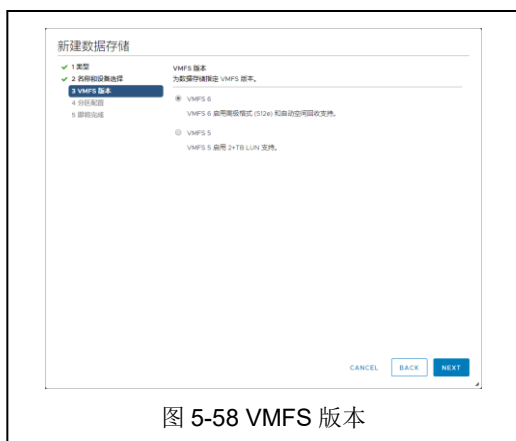 新建数据存储
✓ 1 类型
✓ 2 名称和设备选择
3 VMFS 版本
4 分区配置
5 即将完成
VMFS 版本
为数据存储指定 VMFS 版本。
VMFS 6
VMFS 6 启用高级格式 (512e) 和自动空间回收支持。
VMFS 5
VMFS 5 启用 2+TB LUN 支持。
CANCEL BACK NEXT
图 5-58 VMFS 版本